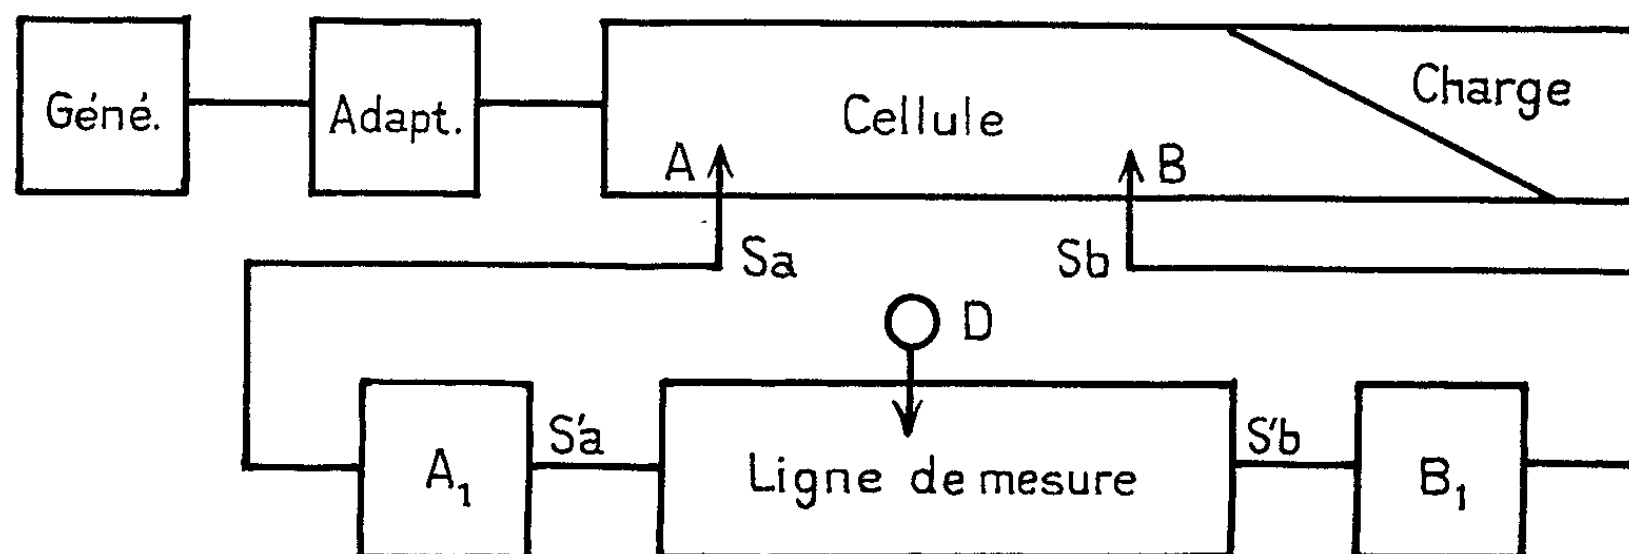 Géné.
Adapt.
Cellule
Charge
A
B
Sa
Sb
D
A₁
S'a
Ligne de mesure
S'b
B₁